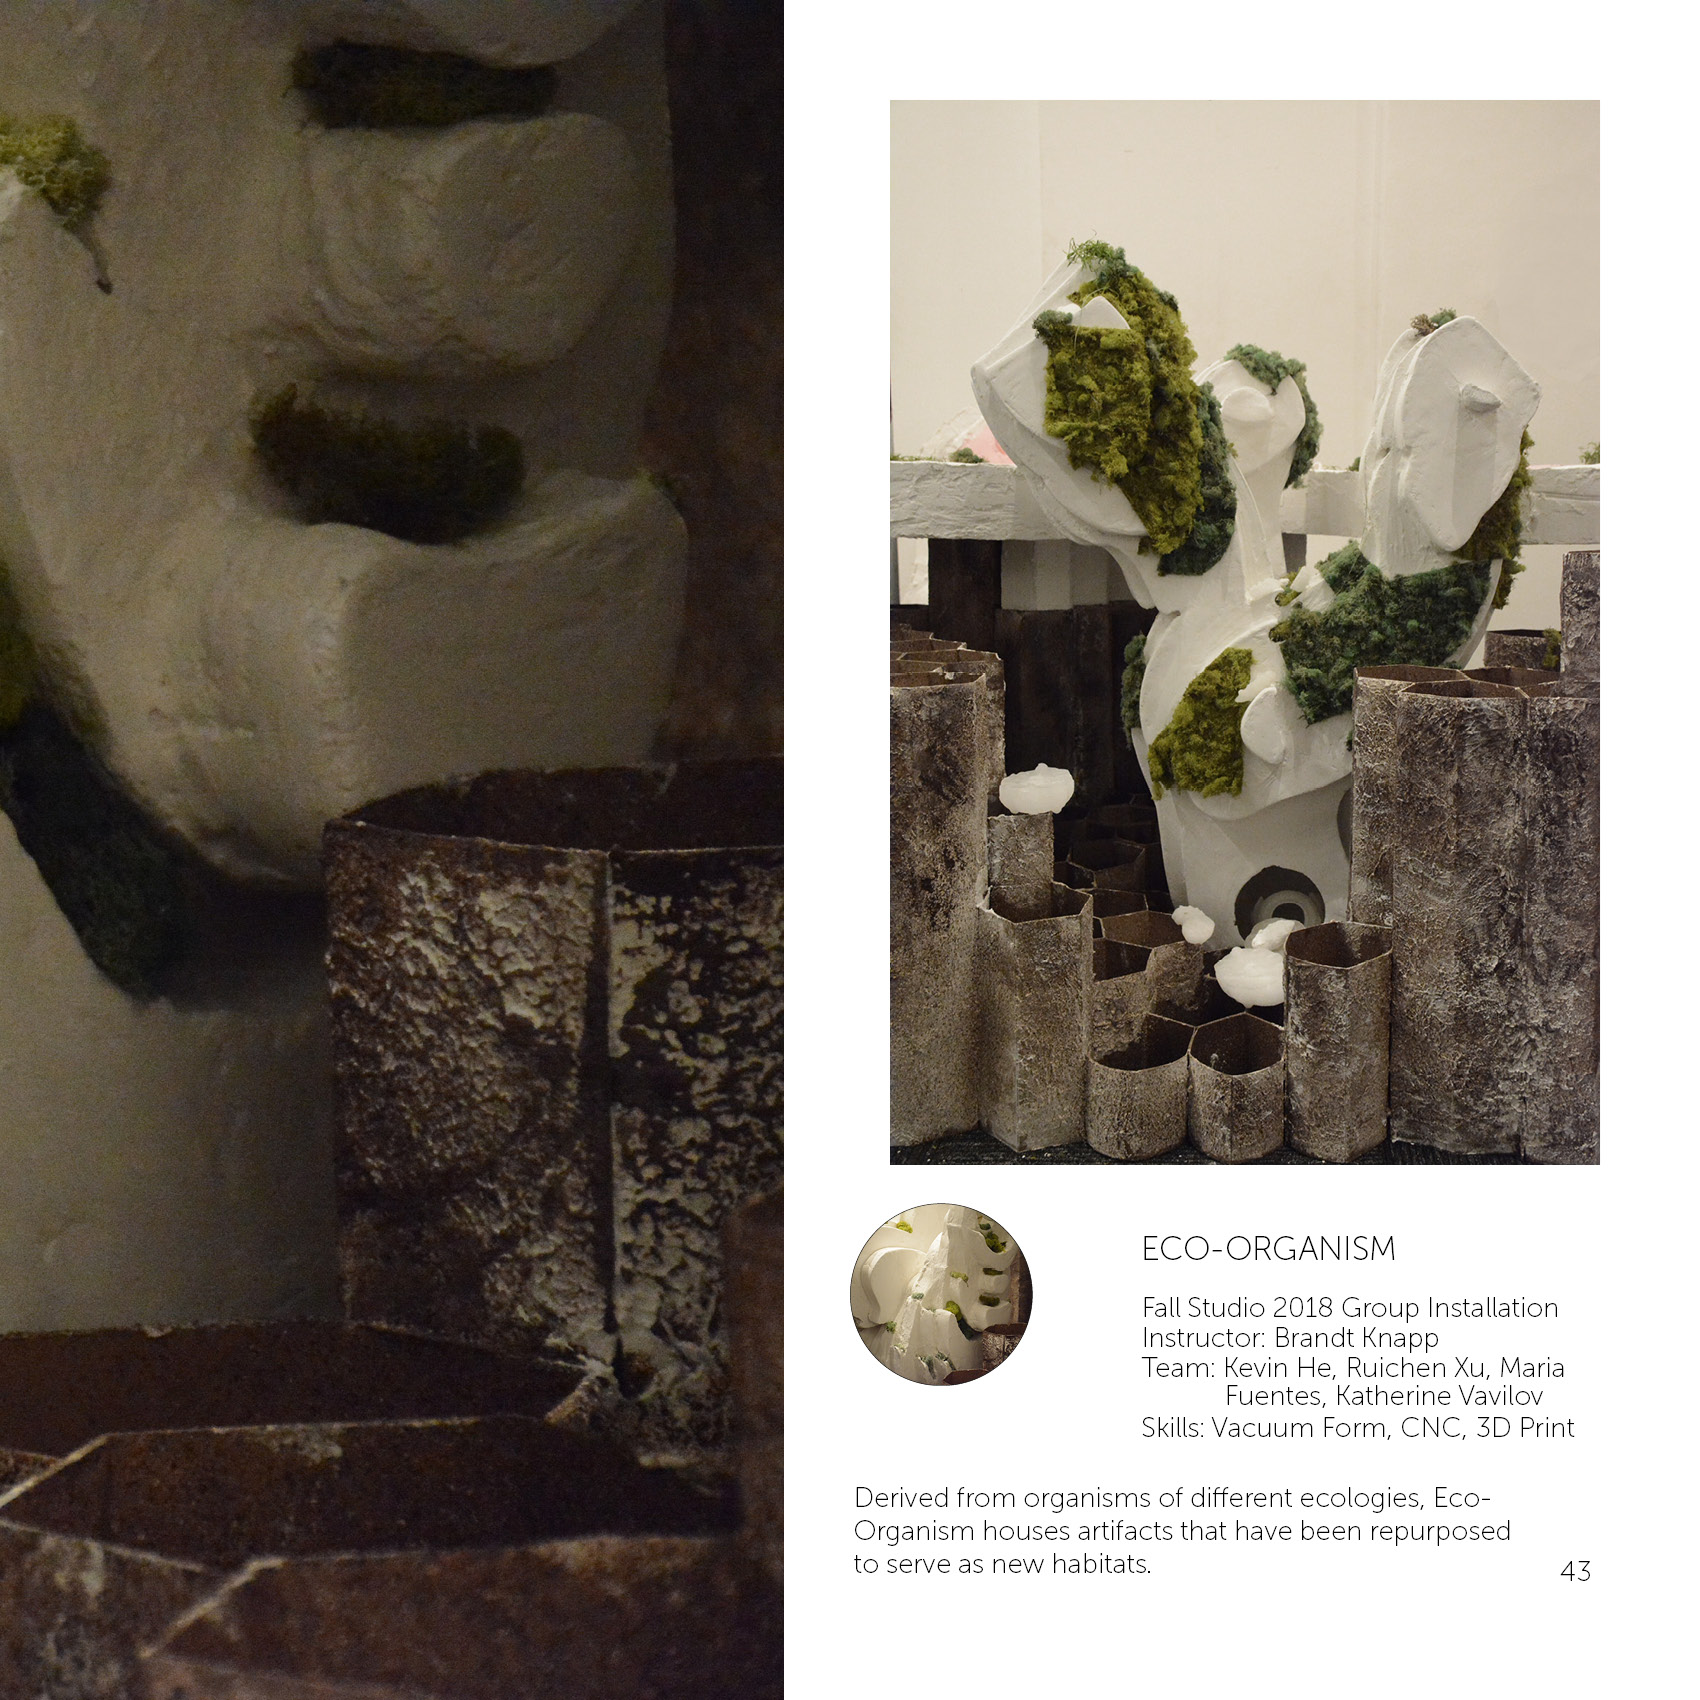 ECO-ORGANISM
Fall Studio 2018 Group Installation
Instructor: Brandt Knapp
Team: Kevin He, Ruichen Xu, Maria
Fuentes, Katherine Vavilov
Skills: Vacuum Form, CNC, 3D Print
Derived from organisms of different ecologies, Eco-
Organism houses artifacts that have been repurposed
to serve as new habitats.
43